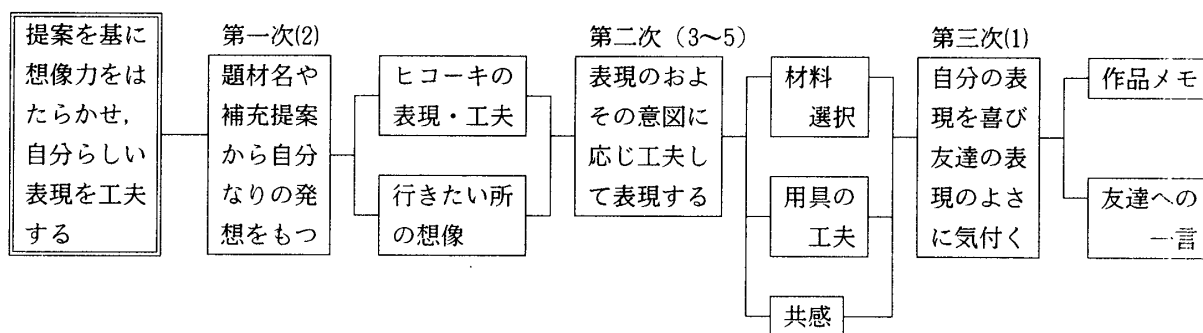 提案を基に
想像力をは
たらかせ，
自分らしい
表現を工夫
する
第一次(2)
題材名や
補充提案
から自分
なりの発
想をもつ
ヒコーキの
表現・工夫
行きたい所
の想像
第二次（3〜5）
表現のおよ
その意図に
応じ工夫し
て表現する
材料
選択
用具の
工夫
共感
第三次(1)
自分の表
現を喜び
友達の表
現のよさ
に気付く
作品メモ
友達への
一言